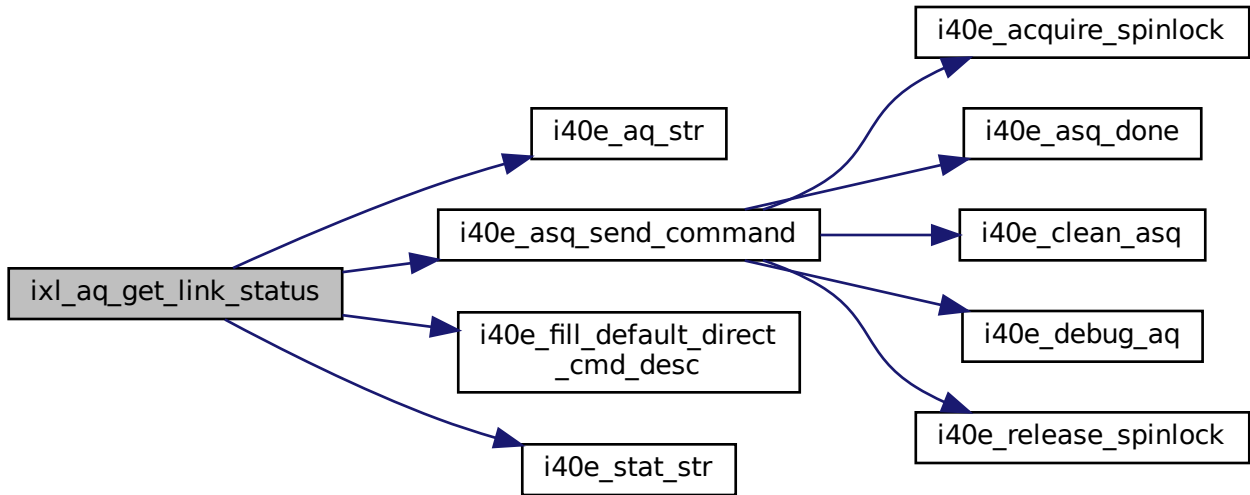 ixl_aq_get_link_status
i40e_aq_str
i40e_asq_send_command
i40e_fill_default_direct
_cmd_desc
i40e_stat_str
i40e_acquire_spinlock
i40e_asq_done
i40e_clean_asq
i40e_debug_aq
i40e_release_spinlock